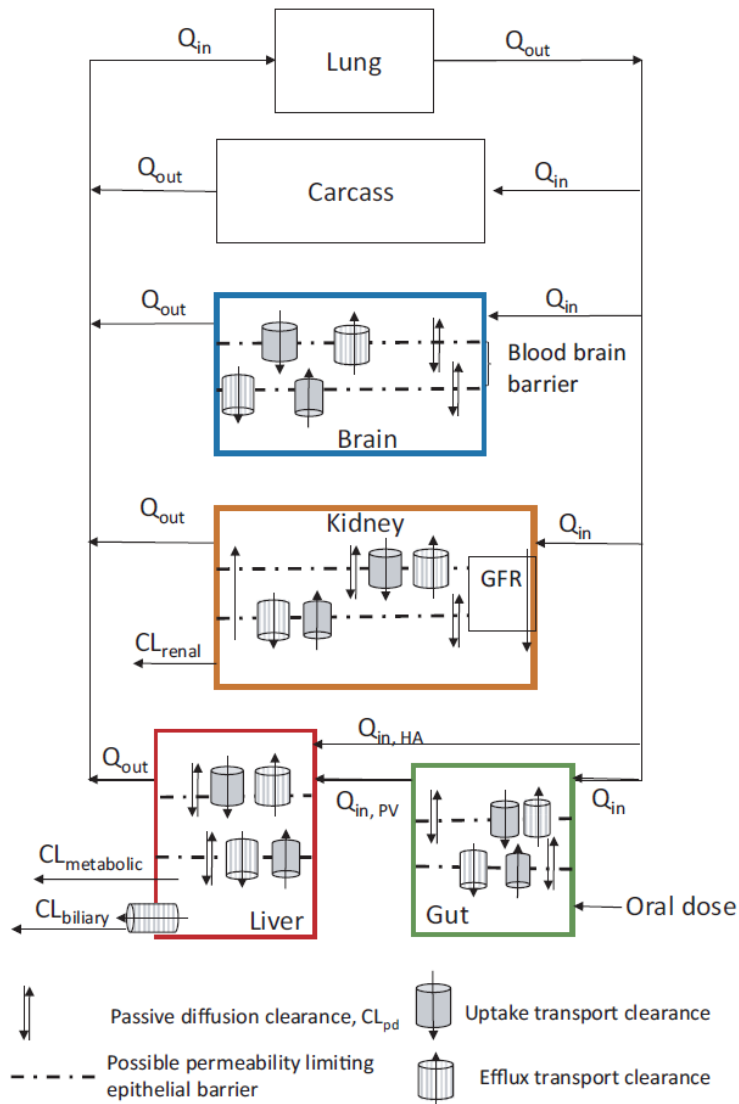 Q_in
Q_out
Lung
Q_out
Carcass
Q_in
Q_out
Q_in
Blood brain
barrier
Brain
Q_out
Kidney
Q_in
GFR
CL_renal
Q_in, HA
Q_out
Q_in, PV
Q_in
CL_metabolic
CL_biliary
Liver
Gut
Oral dose
Passive diffusion clearance, CL_pd
Uptake transport clearance
Possible permeability limiting
epithelial barrier
Efflux transport clearance